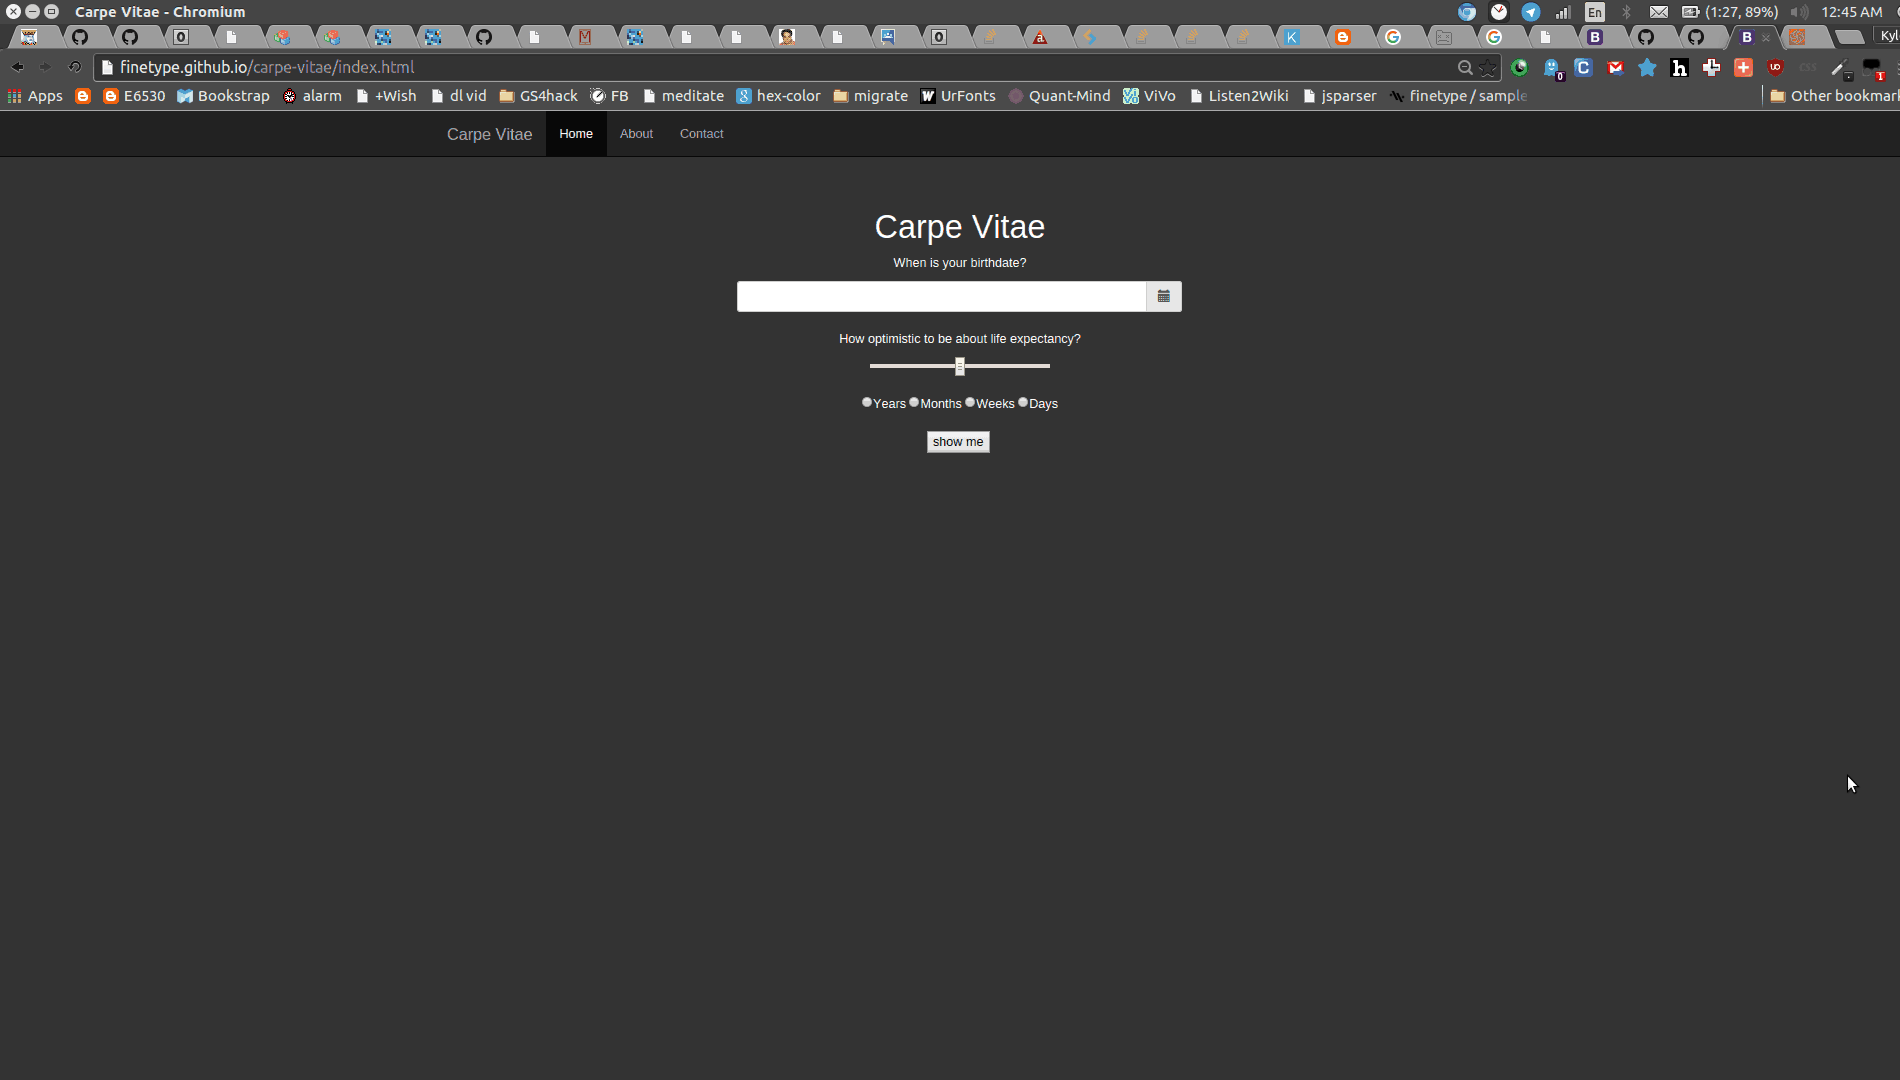 Carpe Vitae - Chromium
En
(1:27, 89%)
12:45 AM
finetype.github.io/carpe-vitae/index.html
Apps
E6530
Bookstrap
alarm
+Wish
dl vid
GS4hack
FB
meditate
hex-color
migrate
UrFonts
Quant-Mind
ViVo
Listen2Wiki
jsparser
finetype / sample
Other bookmark
Carpe Vitae
Home
About
Contact
Carpe Vitae
When is your birthdate?
How optimistic to be about life expectancy?
Years Months Weeks Days
show me